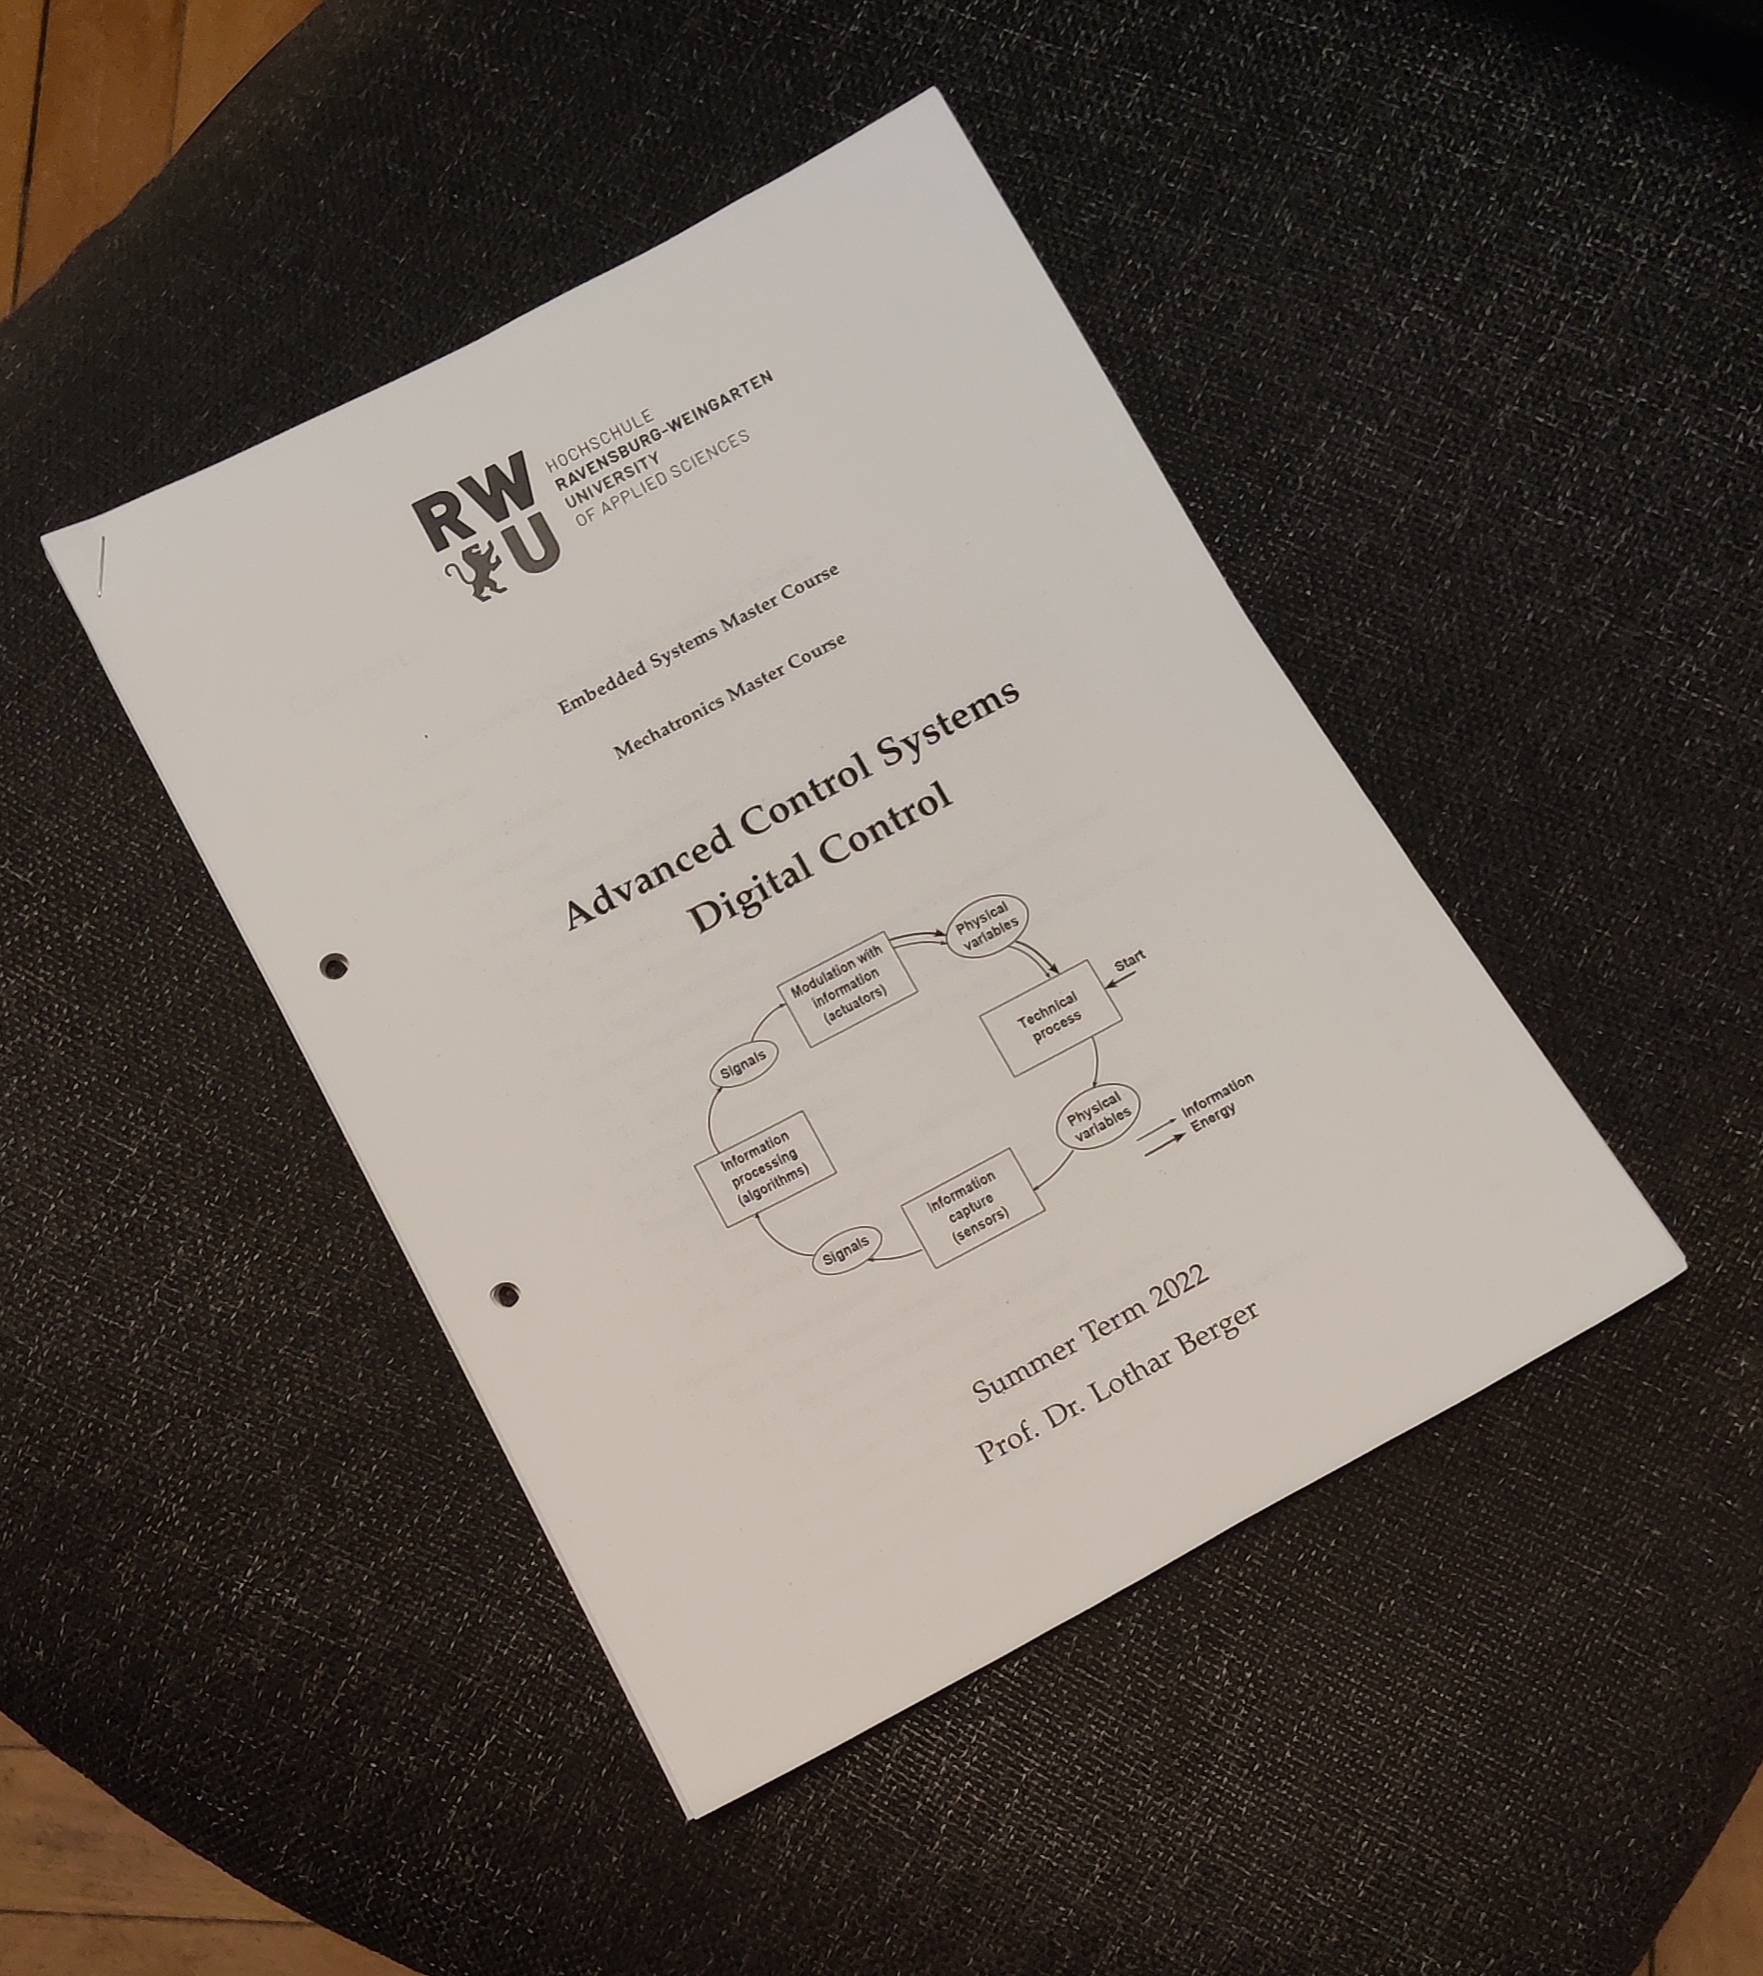 RW
U
HOCHSCHULE
RAVENSBURG-WEINGARTEN
UNIVERSITY
OF APPLIED SCIENCES
Embedded Systems Master Course
Mechatronics Master Course
Advanced Control Systems
Digital Control
Physical
variables
Modulation with
information
(actuators)
Start
Technical
process
Signals
Physical
variables
Information
Energy
Information
processing
(algorithms)
Information
capture
(sensors)
Signals
Summer Term 2022
Prof. Dr. Lothar Berger